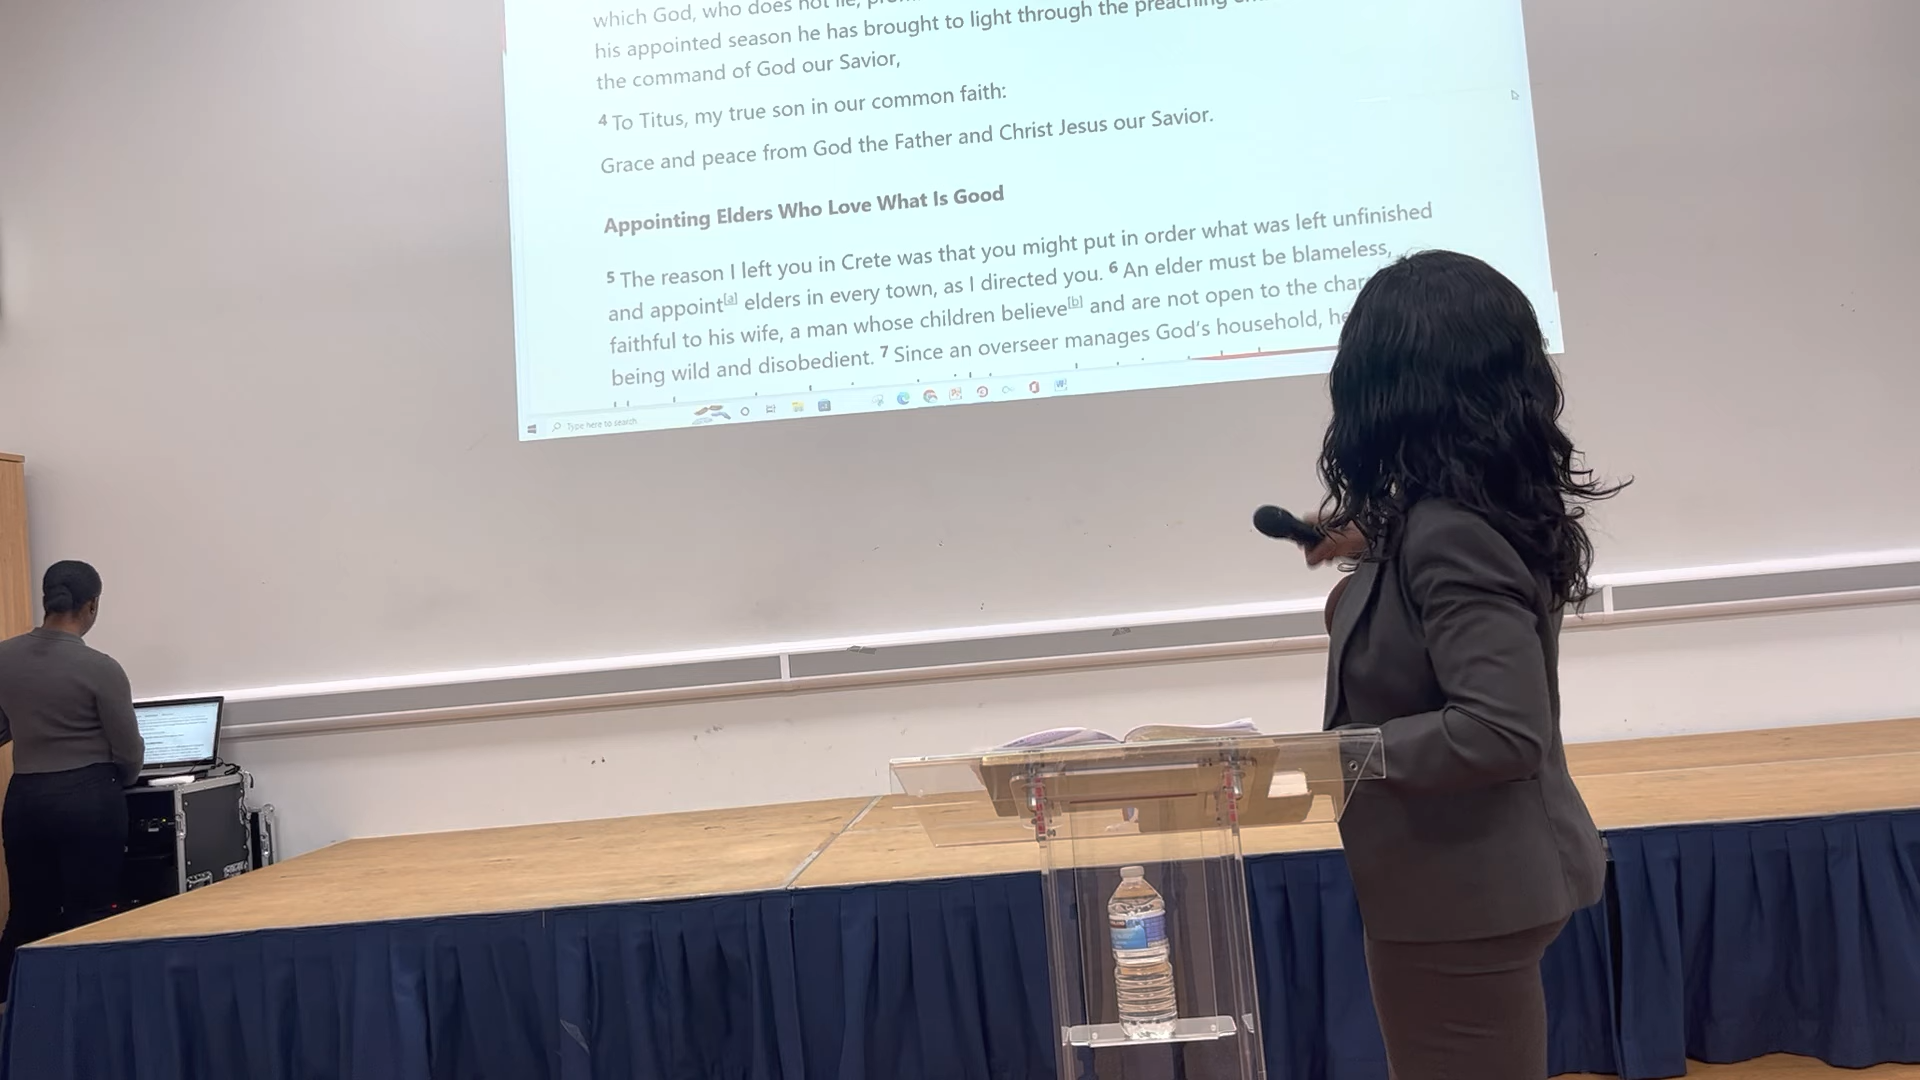 which God, who does not lie,
his appointed season he has brought to light through the preaching
the command of God our Savior,
4 To Titus, my true son in our common faith:
Grace and peace from God the Father and Christ Jesus our Savior.
Appointing Elders Who Love What Is Good
5 The reason I left you in Crete was that you might put in order what was left unfinished
and appoint[a] elders in every town, as I directed you. 6 An elder must be blameless,
faithful to his wife, a man whose children believe[b] and are not open to the
being wild and disobedient. 7 Since an overseer manages God's household,
Type here to search